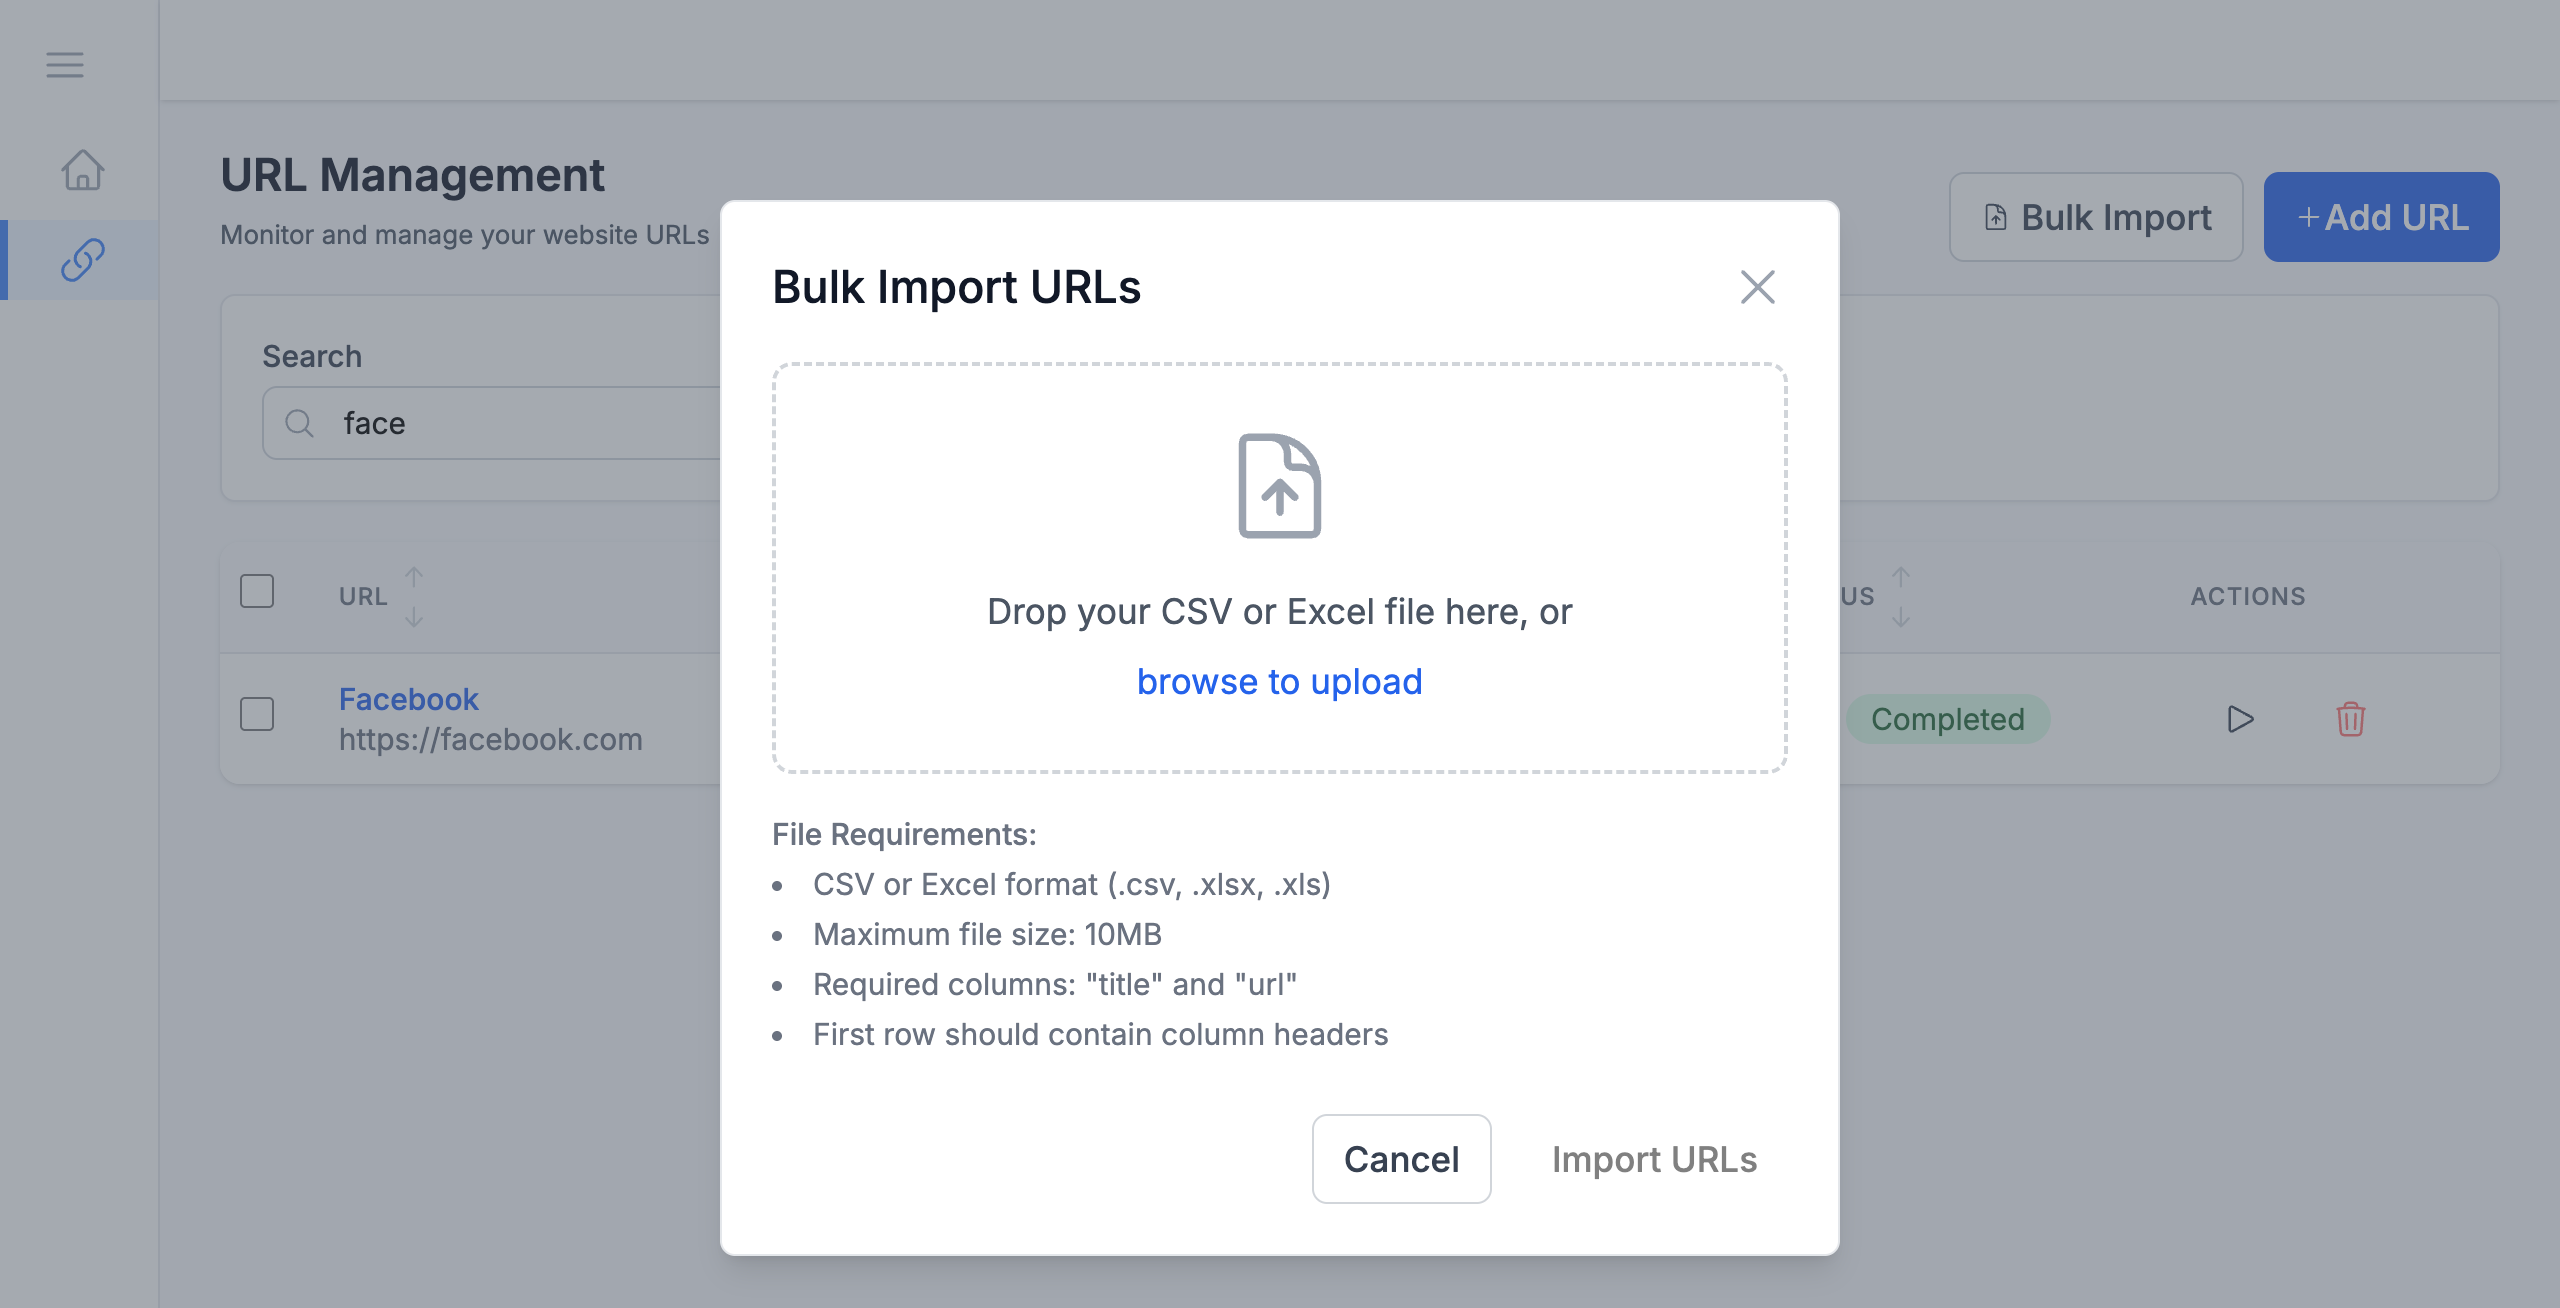 URL Management
Monitor and manage your website URLs
Bulk Import
+Add URL
Search
face
URL
US
ACTIONS
Facebook
https://facebook.com
Completed
Bulk Import URLs
Drop your CSV or Excel file here, or
browse to upload
File Requirements:
• CSV or Excel format (.csv, .xlsx, .xls)
• Maximum file size: 10MB
• Required columns: "title" and "url"
• First row should contain column headers
Cancel
Import URLs